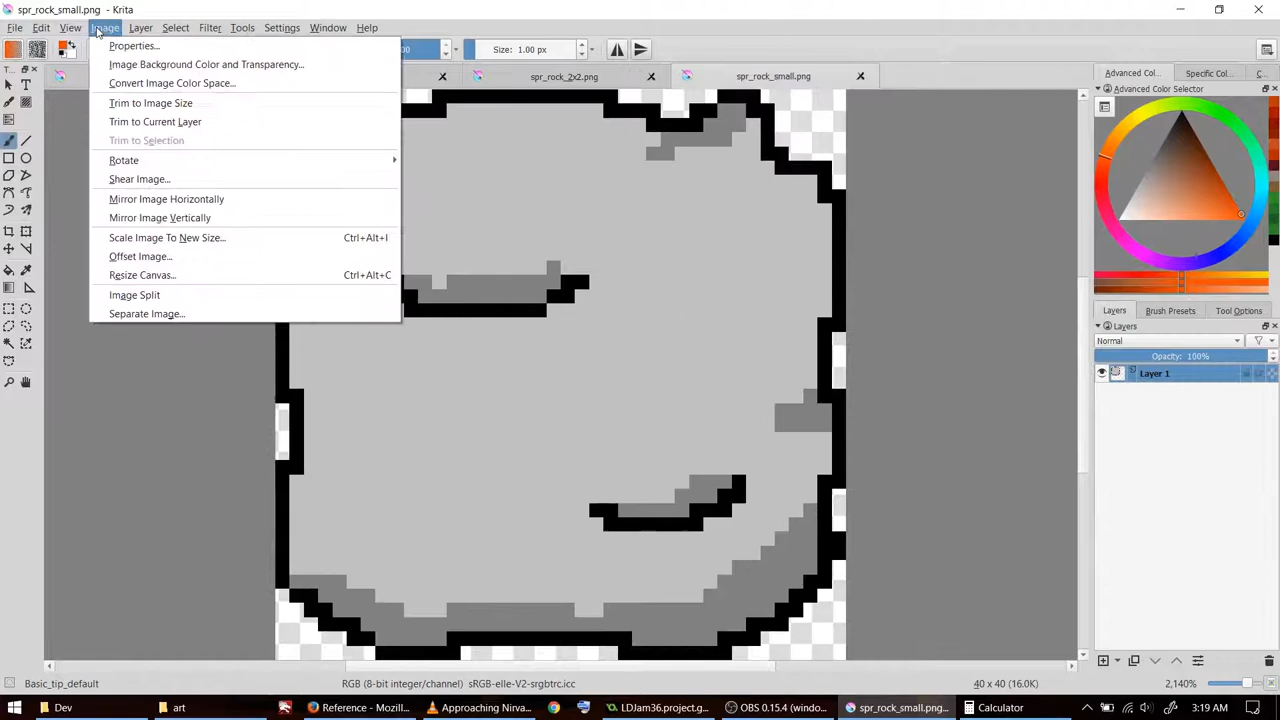 spr_rock_small.png - Krita
File Edit View Image Layer Select Filter Tools Settings Window Help
00 Size: 1.00 px
spr_rock_2x2.png spr_rock_small.png
Properties...
Image Background Color and Transparency...
Convert Image Color Space...
Trim to Image Size
Trim to Current Layer
Trim to Selection
Rotate
Shear Image...
Mirror Image Horizontally
Mirror Image Vertically
Scale Image To New Size... Ctrl+Alt+I
Offset Image...
Resize Canvas... Ctrl+Alt+C
Image Split
Separate Image...
Advanced Col... Specific Col... C...
Advanced Color Selector
Layers Brush Presets Tool Options
Layers
Normal
Opacity: 100%
Layer 1
Basic_tip_default RGB (8-bit integer/channel) sRGB-elle-V2-srgbtrc.icc 40 x 40 (16.0K) 2,140%
Dev art Reference - Mozill... Approaching Nirva... LDJam36.project.g... OBS 0.15.4 (windo... spr_rock_small.png... Calculator 3:19 AM